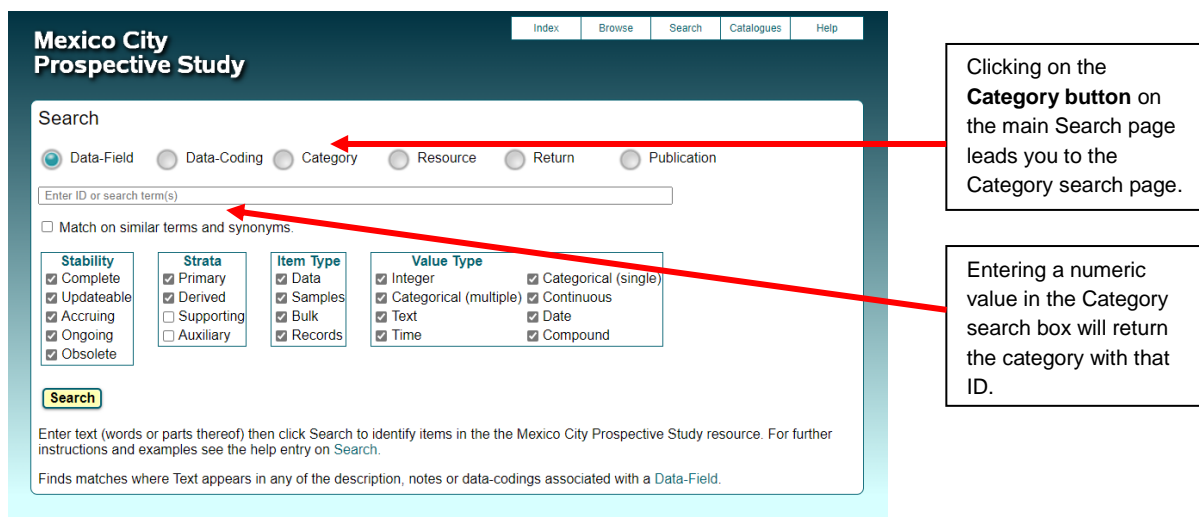 Index Browse Search Catalogues Help
Mexico City
Prospective Study
Search
Data-Field Data-Coding Category Resource Return Publication
Enter ID or search term(s)
Match on similar terms and synonyms.
Stability Strata Item Type Value Type
Complete Primary Data Integer Categorical (single)
Updateable Derived Samples Categorical (multiple) Continuous
Accruing Supporting Bulk Text Date
Ongoing Auxiliary Records Time Compound
Obsolete
Search
Enter text (words or parts thereof) then click Search to identify items in the the Mexico City Prospective Study resource. For further
instructions and examples see the help entry on Search.
Finds matches where Text appears in any of the description, notes or data-codings associated with a Data-Field.
Clicking on the
Category button on
the main Search page
leads you to the
Category search page.
Entering a numeric
value in the Category
search box will return
the category with that
ID.